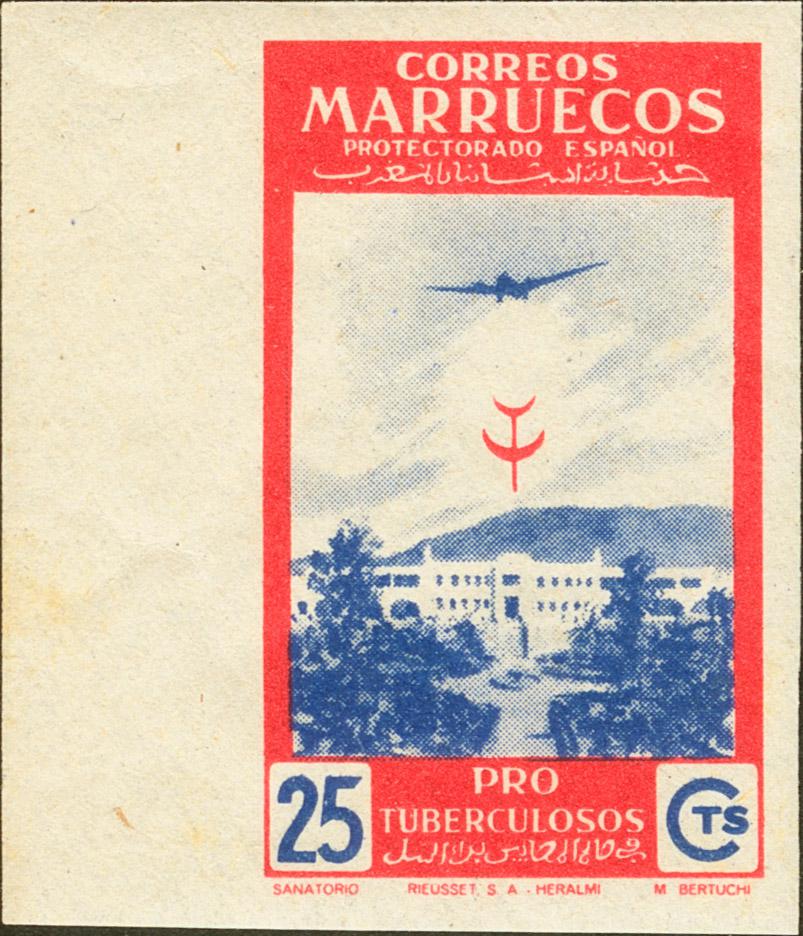 CORREOS
MARRUECOS
PROTECTORADO ESPAÑOL
PRO
TUBERCULOSOS
25 CTS
SANATORIO RIEUSSET, S. A - HERALMI M BERTUCHI